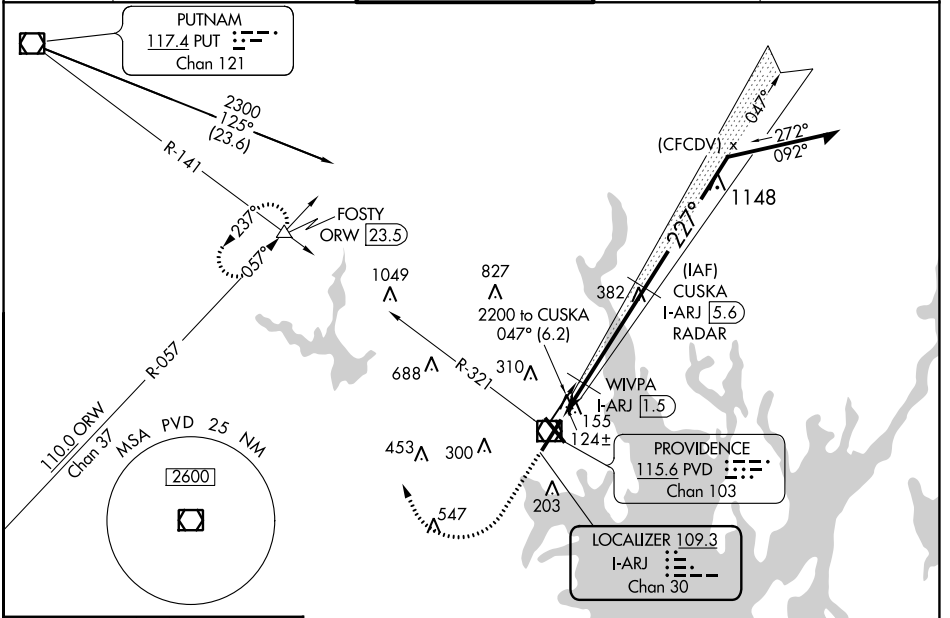 PUTNAM
117.4 PUT
Chan 121
2300
125°
(23.6)
R-141
047°
(CFCDV) x
272°
092°
1148
227°
237°
057°
FOSTY
ORW 23.5
1049
827
382
(IAF)
CUSKA
I-ARJ 5.6
RADAR
2200 to CUSKA
047° (6.2)
R-321
688
310
R-057
WIVPA
I-ARJ 1.5
155
124±
453
300
PROVIDENCE
115.6 PVD
Chan 103
110.0 ORW
Chan 37
MSA PVD 25 NM
2600
203
547
LOCALIZER 109.3
I-ARJ
Chan 30